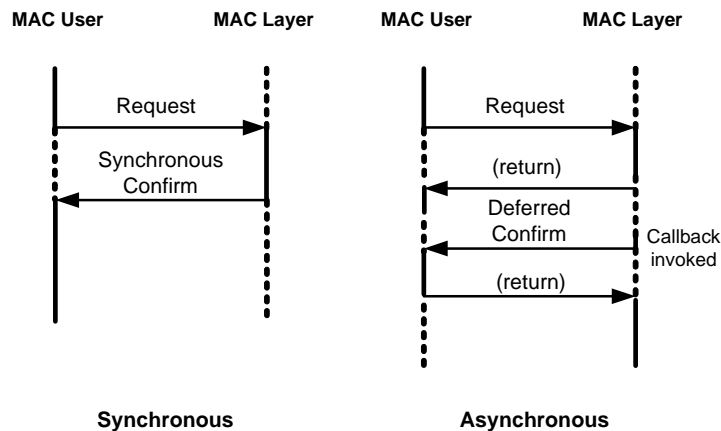 MAC User
MAC Layer
MAC User
MAC Layer
Request
Request
Synchronous
Confirm
(return)
Deferred
Confirm
Callback
invoked
(return)
Synchronous
Asynchronous